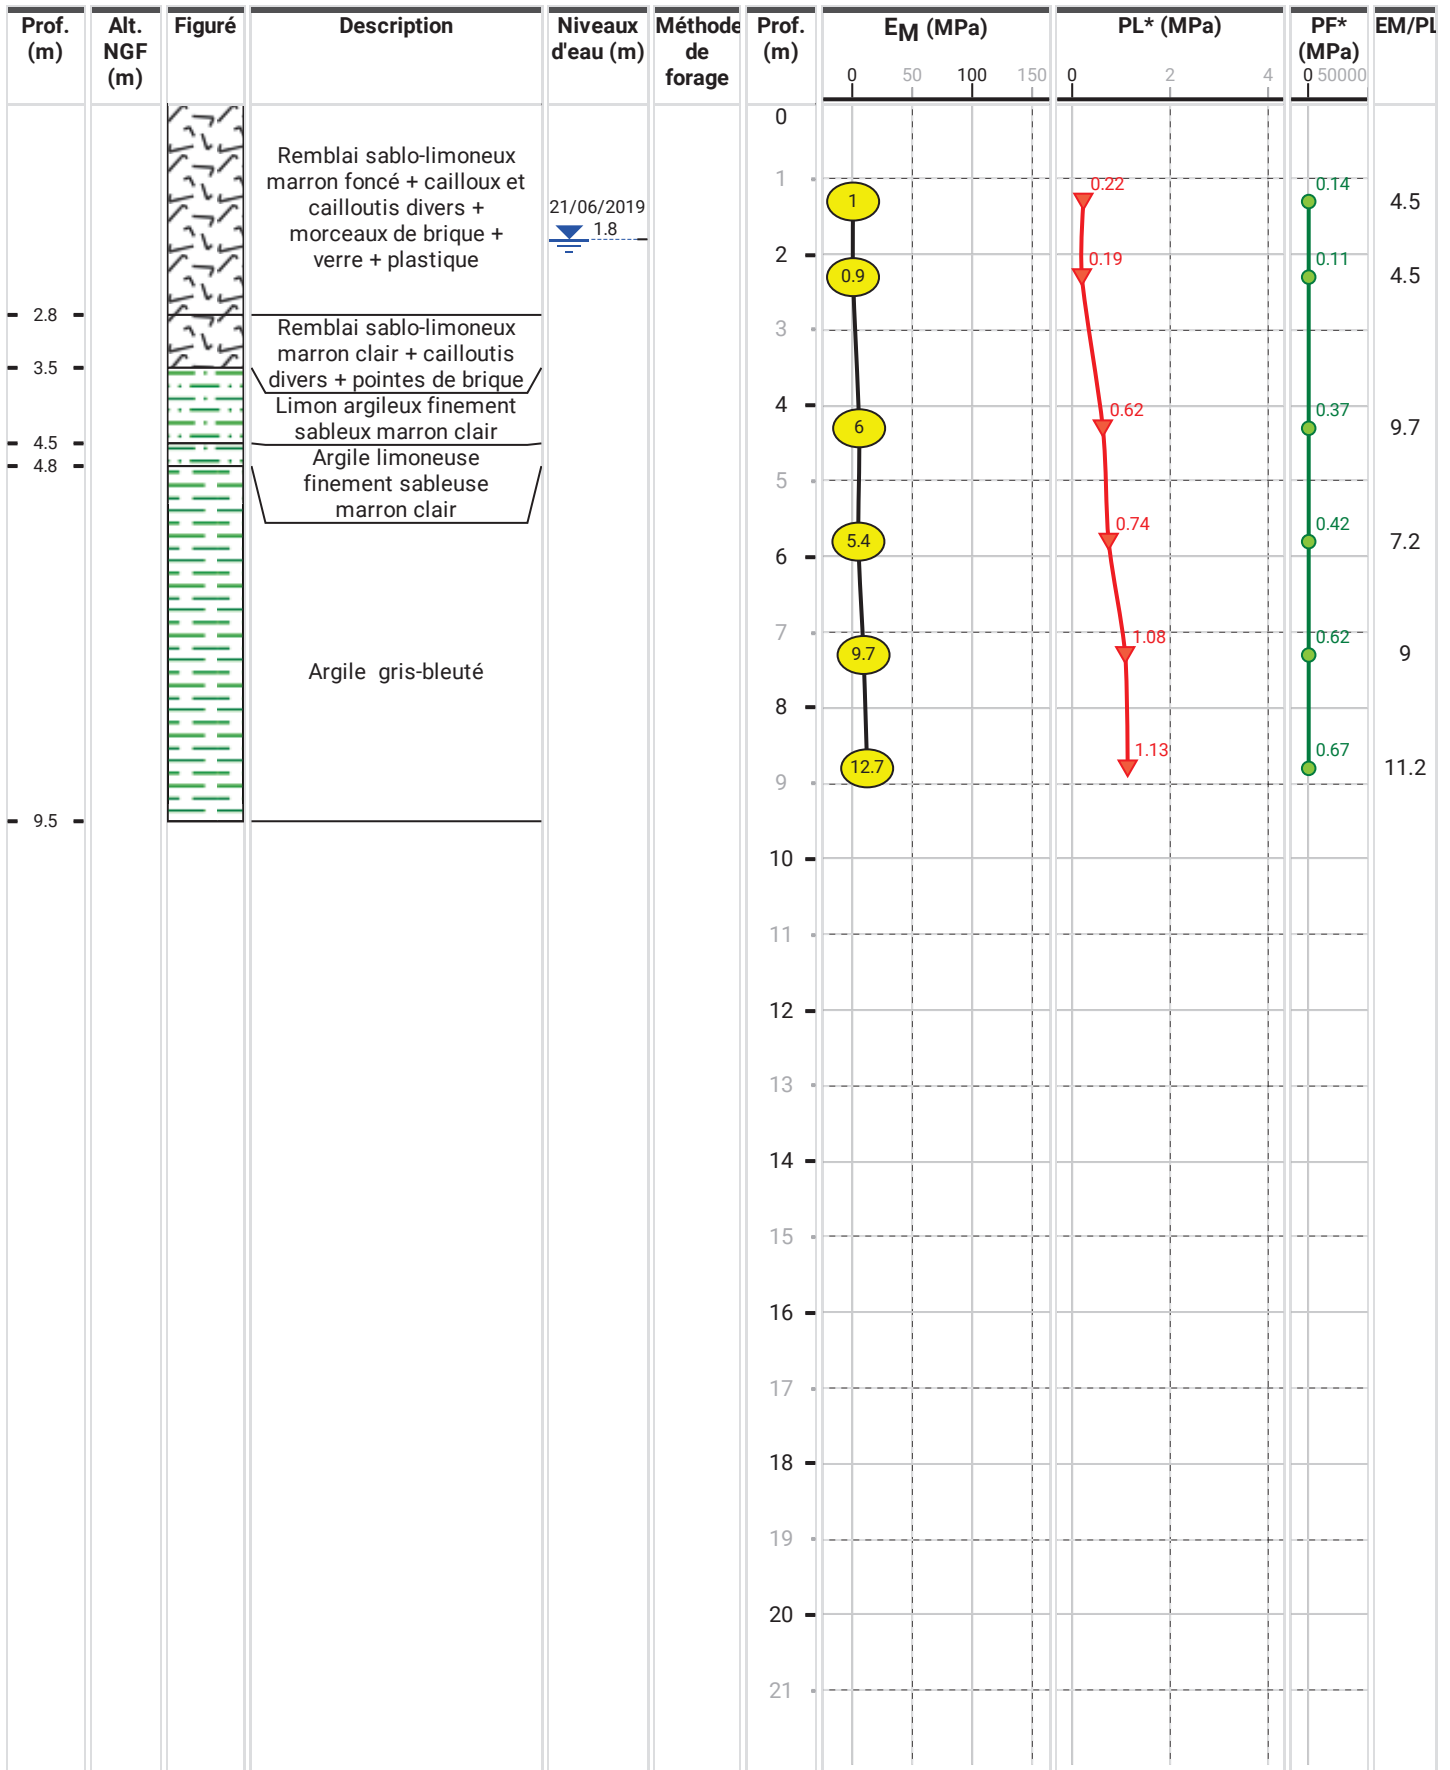 Prof.
(m)
Alt.
NGF
(m)
Figuré
Description
Niveaux
d'eau (m)
Méthode
de
forage
Prof.
(m)
EM (MPa)
0 50 100 150
PL* (MPa)
0 2 4
PF*
(MPa)
0 50000
EM/PL
2.8
3.5
4.5
4.8
9.5
Remblai sablo-limoneux
marron foncé + cailloux et
cailloutis divers +
morceaux de brique +
verre + plastique
Remblai sablo-limoneux
marron clair + cailloutis
divers + pointes de brique
Limon argileux finement
sableux marron clair
Argile limoneuse
finement sableuse
marron clair
Argile gris-bleuté
21/06/2019
1.8
0
1
2
3
4
5
6
7
8
9
10
11
12
13
14
15
16
17
18
19
20
21
1
0.9
6
5.4
9.7
12.7
0.22
0.19
0.62
0.74
1.08
1.13
0.14
0.11
0.37
0.42
0.62
0.67
4.5
4.5
9.7
7.2
9
11.2